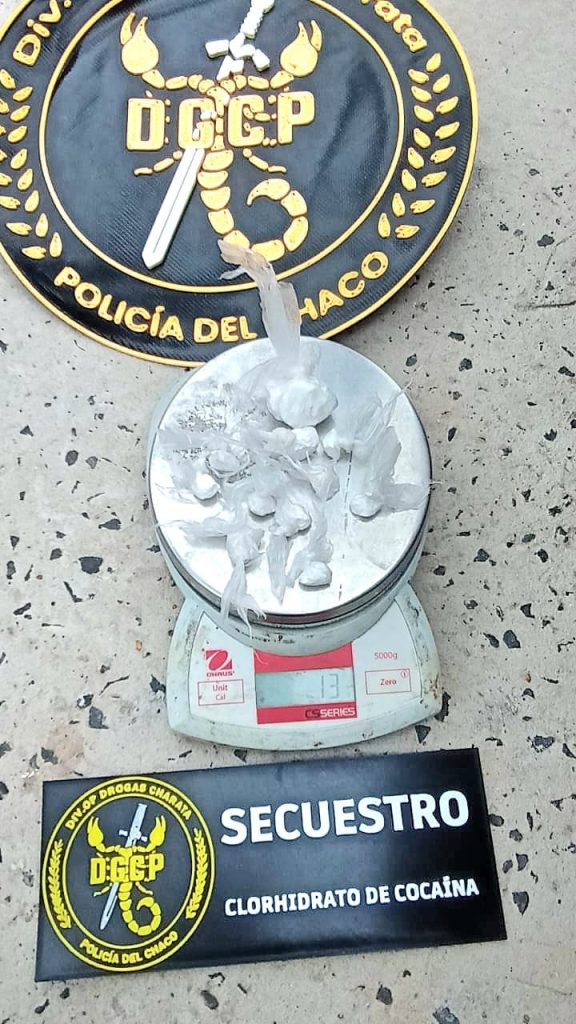 Div.Op Drogas Charata
DGCP
POLICÍA DEL CHACO
OHAUS
5000g
Unit
Cal
13
Zero
CS SERIES
DIV.OP DROGAS CHARATA
DGCP
POLICÍA DEL CHACO
SECUESTRO
CLORHIDRATO DE COCAÍNA